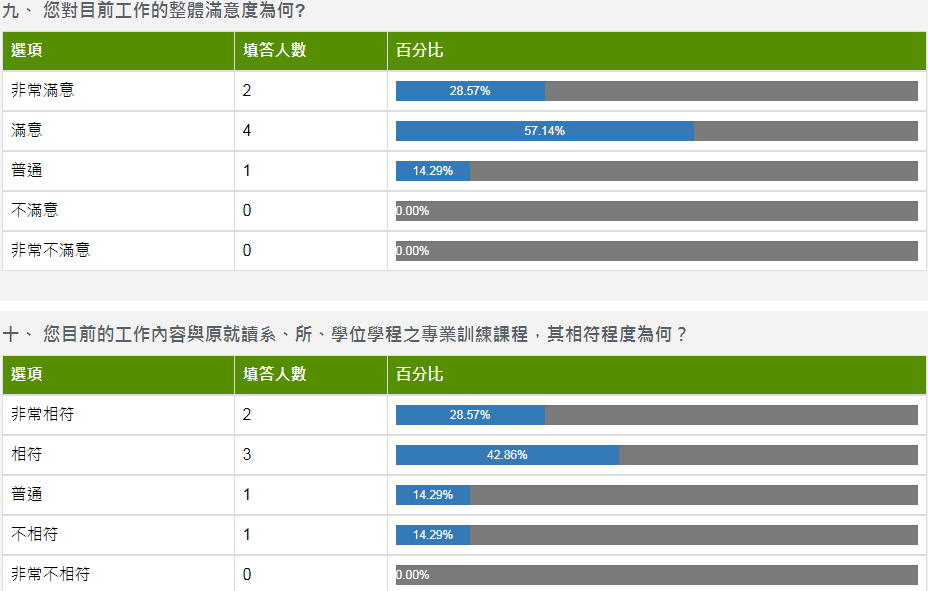 九、 您對目前工作的整體滿意度為何?
選項 填答人數 百分比
非常滿意 2 28.57%
滿意 4 57.14%
普通 1 14.29%
不滿意 0 0.00%
非常不滿意 0 0.00%
十、 您目前的工作內容與原就讀系、所、學位學程之專業訓練課程，其相符程度為何？
選項 填答人數 百分比
非常相符 2 28.57%
相符 3 42.86%
普通 1 14.29%
不相符 1 14.29%
非常不相符 0 0.00%